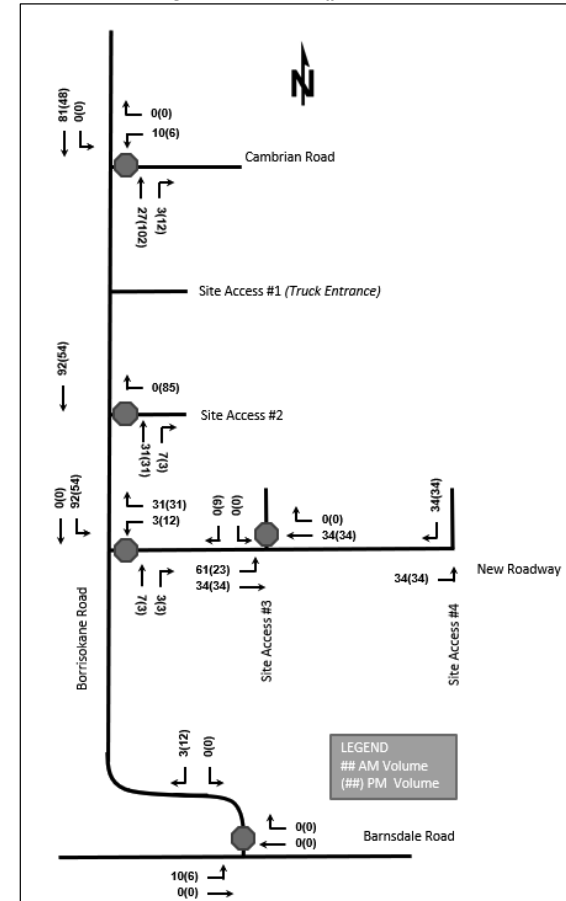 N
81(48)
0(0)
0(0)
10(6)
Cambrian Road
27(102)
3(12)
Site Access #1 (Truck Entrance)
92(54)
0(85)
Site Access #2
31(31)
7(3)
0(0)
92(54)
31(31)
3(12)
0(9)
0(0)
0(0)
34(34)
34(34)
New Roadway
7(3)
3(3)
61(23)
34(34)
34(34)
Borrisokane Road
Site Access #3
Site Access #4
3(12)
0(0)
LEGEND
## AM Volume
(##) PM Volume
0(0)
0(0)
Barnsdale Road
10(6)
0(0)